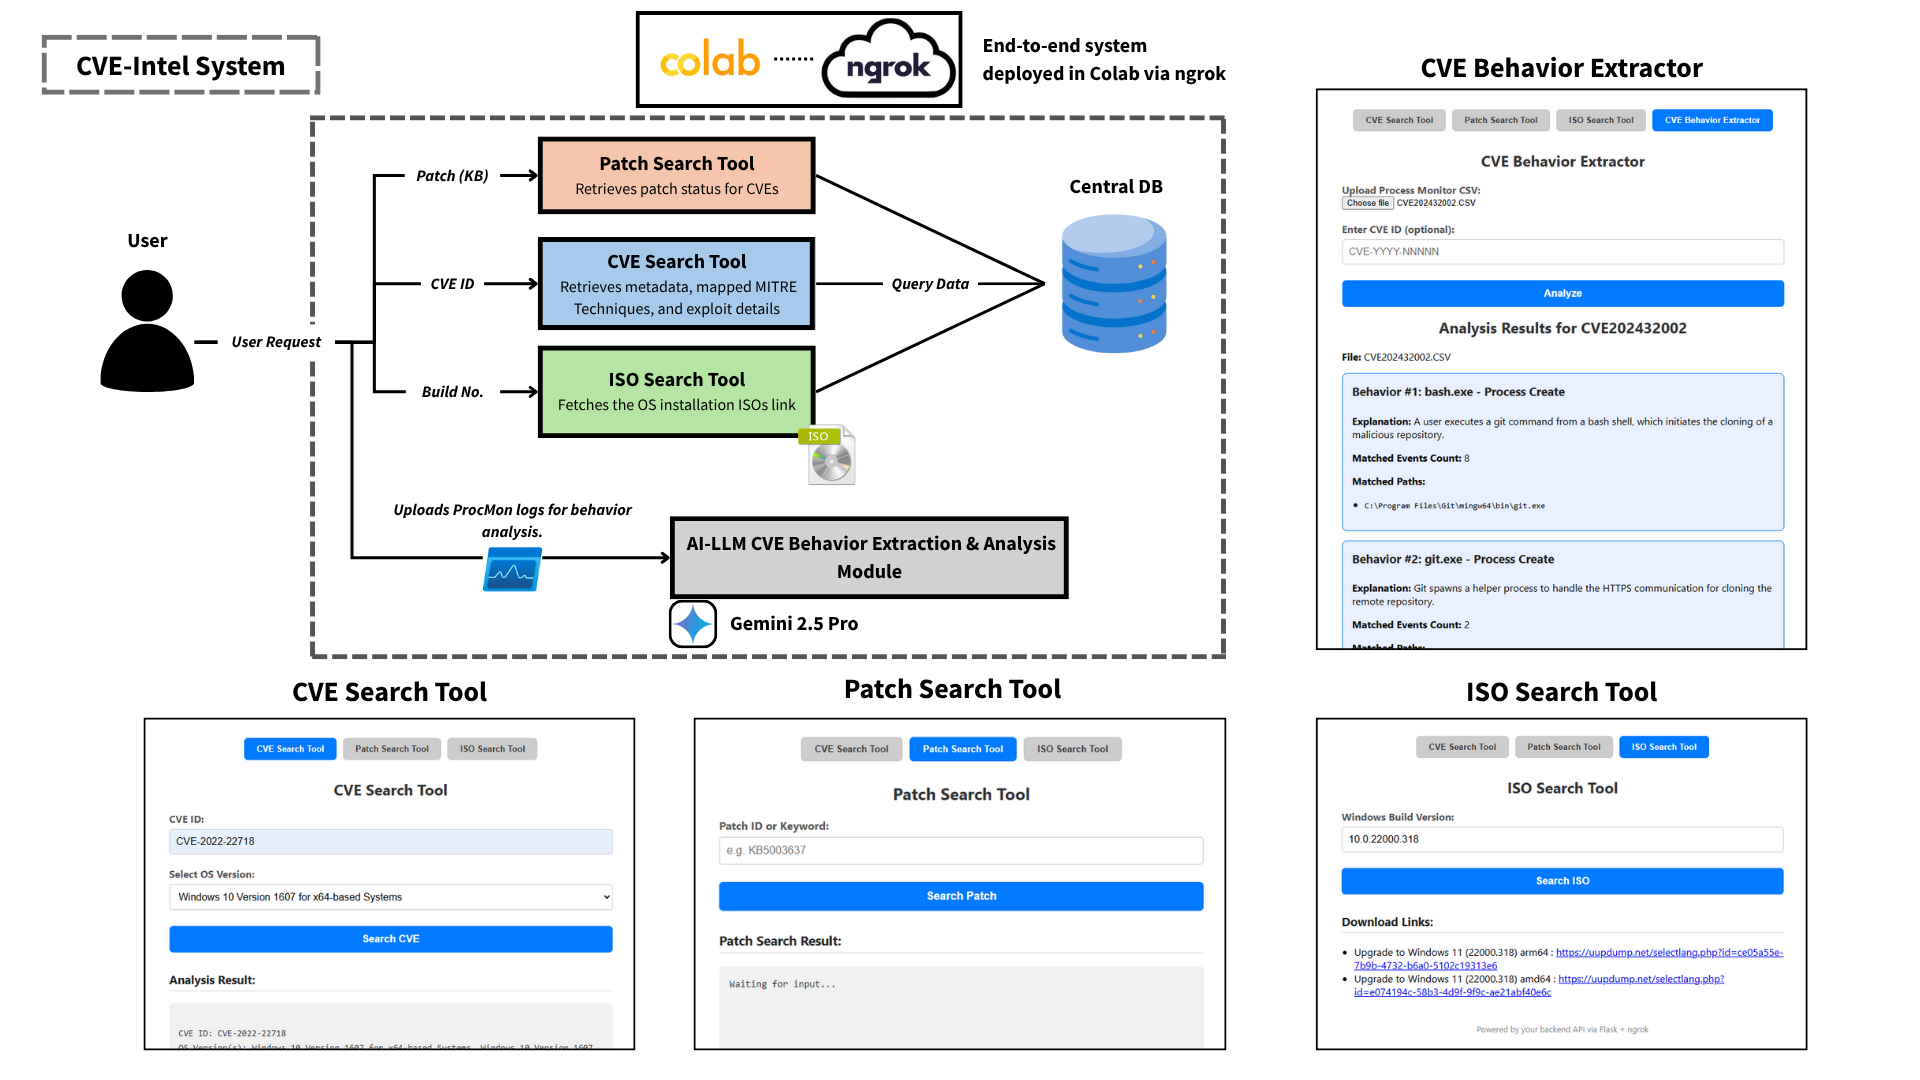 CVE-Intel System
colab
ngrok
End-to-end system
deployed in Colab via ngrok
User
User Request
Patch (KB)
Patch Search Tool
Retrieves patch status for CVEs
CVE ID
CVE Search Tool
Retrieves metadata, mapped MITRE
Techniques, and exploit details
Build No.
ISO Search Tool
Fetches the OS installation ISOs link
ISO
Query Data
Central DB
Uploads ProcMon logs for behavior
analysis.
AI-LLM CVE Behavior Extraction & Analysis
Module
Gemini 2.5 Pro
CVE Behavior Extractor
CVE Search Tool
Patch Search Tool
ISO Search Tool
CVE Behavior Extractor
CVE Behavior Extractor
Upload Process Monitor CSV:
Choose file CVE202432002.CSV
Enter CVE ID (optional):
CVE-YYYY-NNNNN
Analyze
Analysis Results for CVE202432002
File: CVE202432002.CSV
Behavior #1: bash.exe - Process Create
Explanation: A user executes a git command from a bash shell, which initiates the cloning of a
malicious repository.
Matched Events Count: 8
Matched Paths:
C:\Program Files\Git\mingw64\bin\git.exe
Behavior #2: git.exe - Process Create
Explanation: Git spawns a helper process to handle the HTTPS communication for cloning the
remote repository.
Matched Events Count: 2
Matched Paths:
CVE Search Tool
CVE Search Tool
Patch Search Tool
ISO Search Tool
CVE Search Tool
CVE ID:
CVE-2022-22718
Select OS Version:
Windows 10 Version 1607 for x64-based Systems
Search CVE
Analysis Result:
CVE ID: CVE-2022-22718
OS Version(s): Windows 10 Version 1607 for x64-based Systems, Windows 10 Version 1607
Patch Search Tool
CVE Search Tool
Patch Search Tool
ISO Search Tool
Patch Search Tool
Patch ID or Keyword:
e.g. KB5003637
Search Patch
Patch Search Result:
Waiting for input...
ISO Search Tool
CVE Search Tool
Patch Search Tool
ISO Search Tool
ISO Search Tool
Windows Build Version:
10.0.22000.318
Search ISO
Download Links:
Upgrade to Windows 11 (22000.318) arm64 : https://uupdump.net/selectlang.php?id=ce05a55e-
7b9b-4732-b6a0-5102c19313e6
Upgrade to Windows 11 (22000.318) amd64 : https://uupdump.net/selectlang.php?
id=e074194c-58b3-4d9f-9f9c-ae21abf40e6c
Powered by your backend API via Flask + ngrok